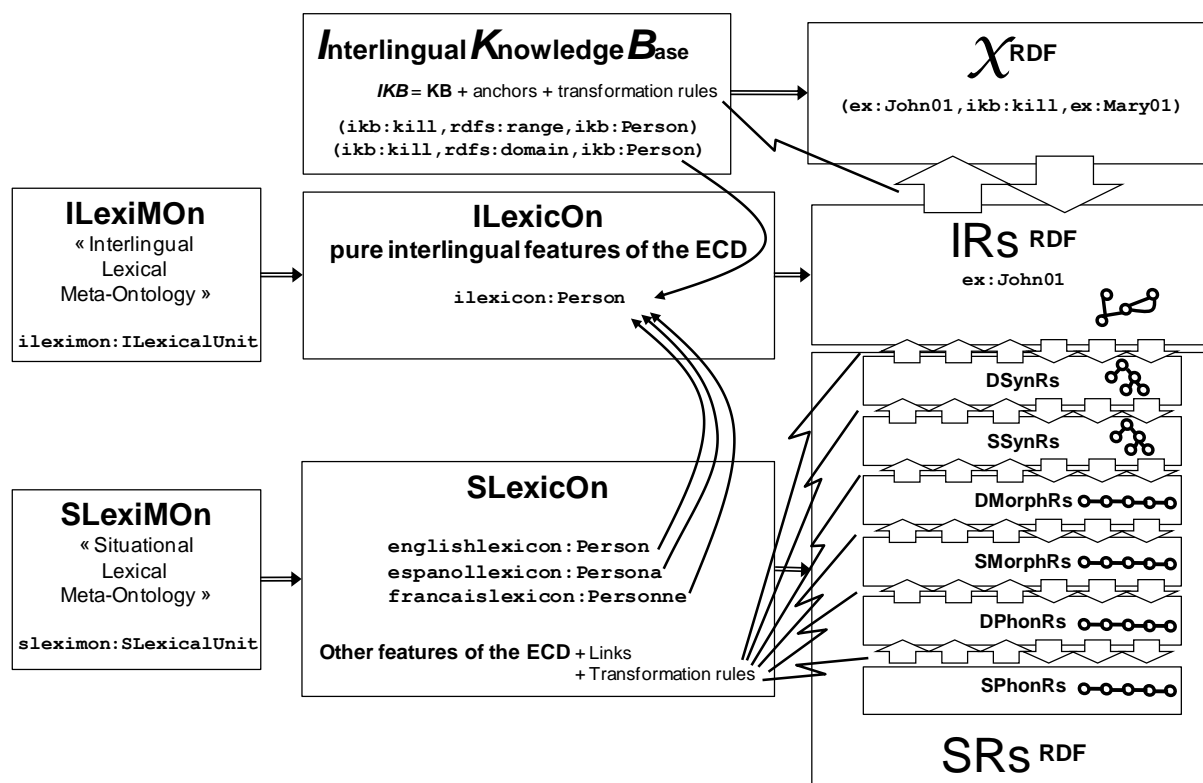 Interlingual Knowledge Base
IKB = KB + anchors + transformation rules
(ikb:kill,rdfs:range,ikb:Person)
(ikb:kill,rdfs:domain,ikb:Person)
X RDF
(ex:John01,ikb:kill,ex:Mary01)
ILexiMOn
« Interlingual
Lexical
Meta-Ontology »
ileximon:ILexicalUnit
ILexicOn
pure interlingual features of the ECD
ilexicon:Person
IRs RDF
ex:John01
DSynRs
SSynRs
DMorphRs
SMorphRs
DPhonRs
SPhonRs
SRs RDF
SLexiMOn
« Situational
Lexical
Meta-Ontology »
sleximon:SLexicalUnit
SLexicOn
englishlexicon:Person
espanollexicon:Persona
francaislexicon:Personne
Other features of the ECD + Links
+ Transformation rules